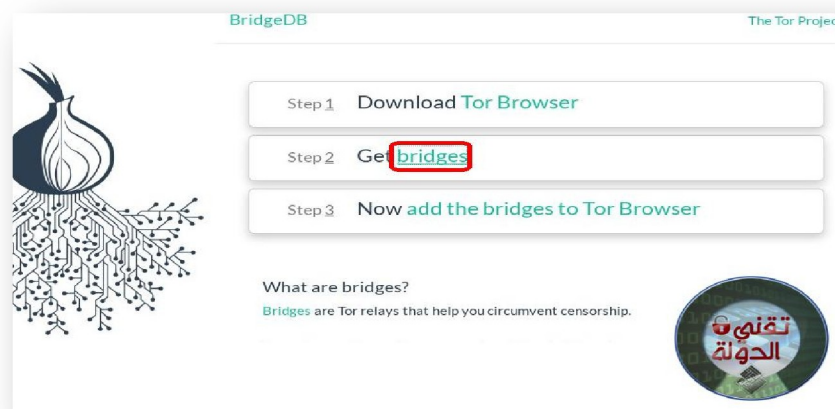 BridgeDB
The Tor Projec
Step 1 Download Tor Browser
Step 2 Get bridges
Step 3 Now add the bridges to Tor Browser
What are bridges?
Bridges are Tor relays that help you circumvent censorship.
تقني
الدولة